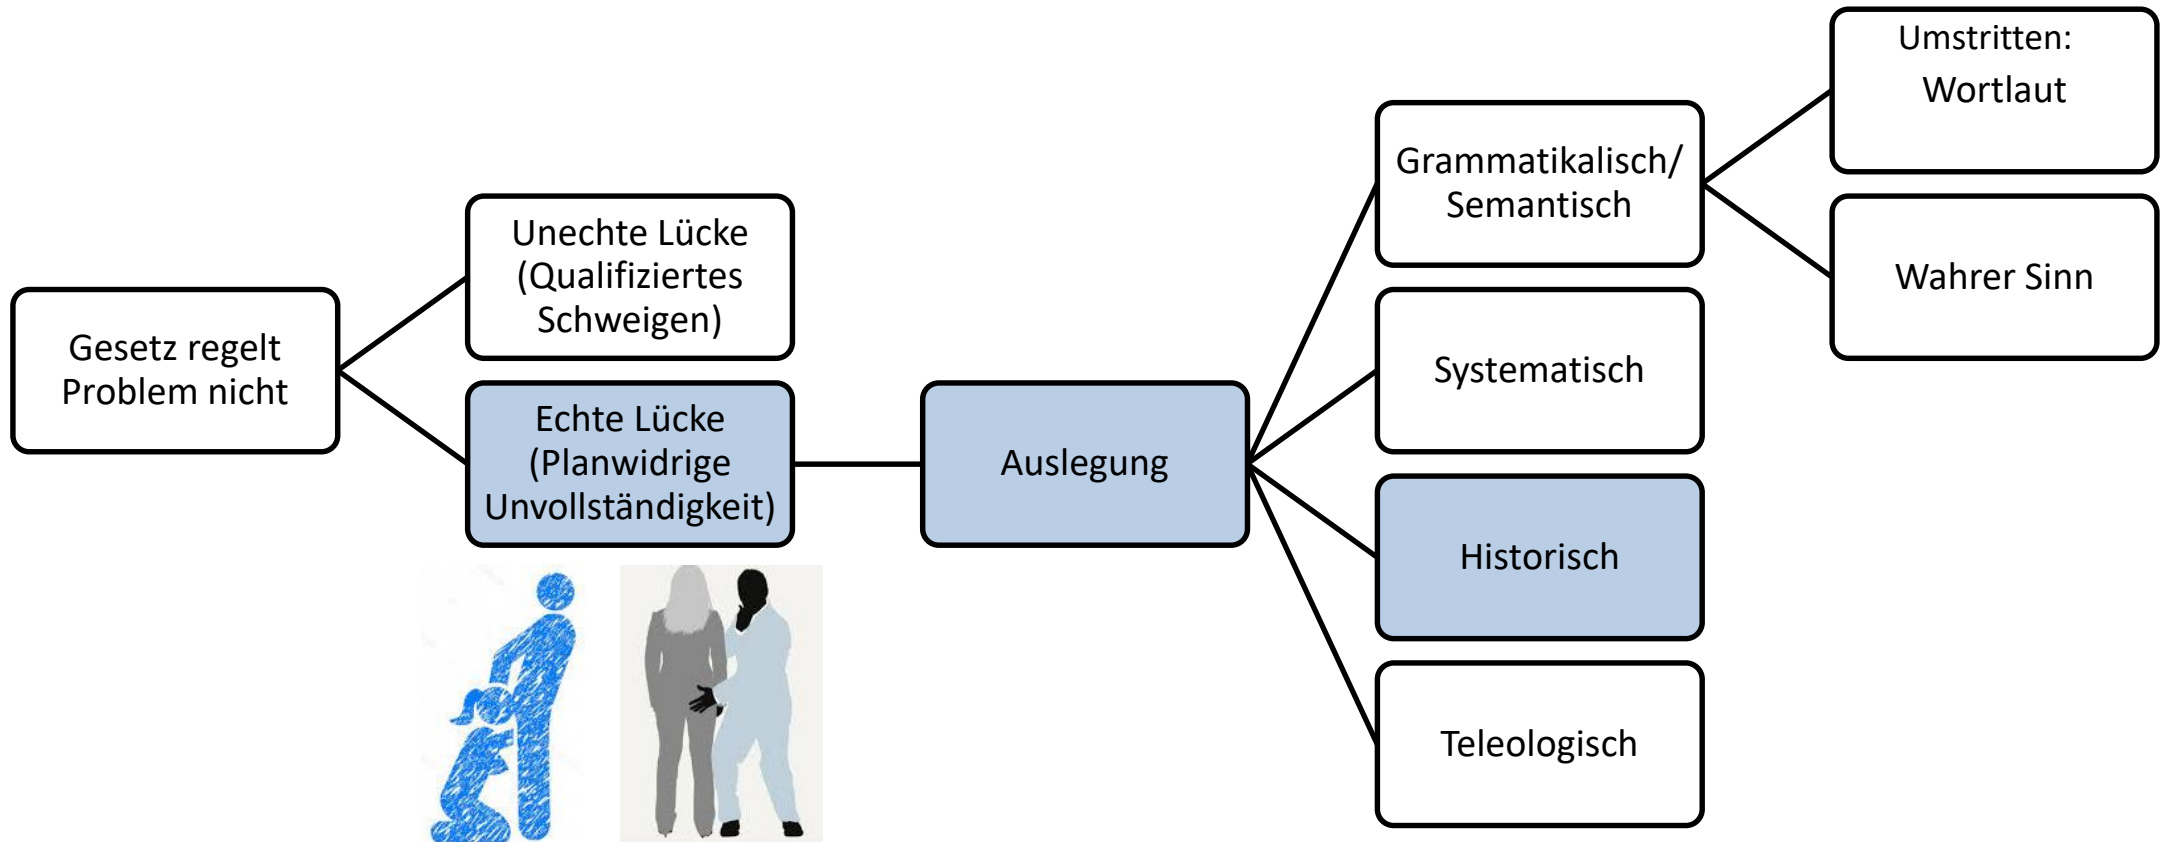 Gesetz regelt
Problem nicht
Unechte Lücke
(Qualifiziertes
Schweigen)
Echte Lücke
(Planwidrige
Unvollständigkeit)
Auslegung
Grammatikalisch/
Semantisch
Systematisch
Historisch
Teleologisch
Umstritten:
Wortlaut
Wahrer Sinn